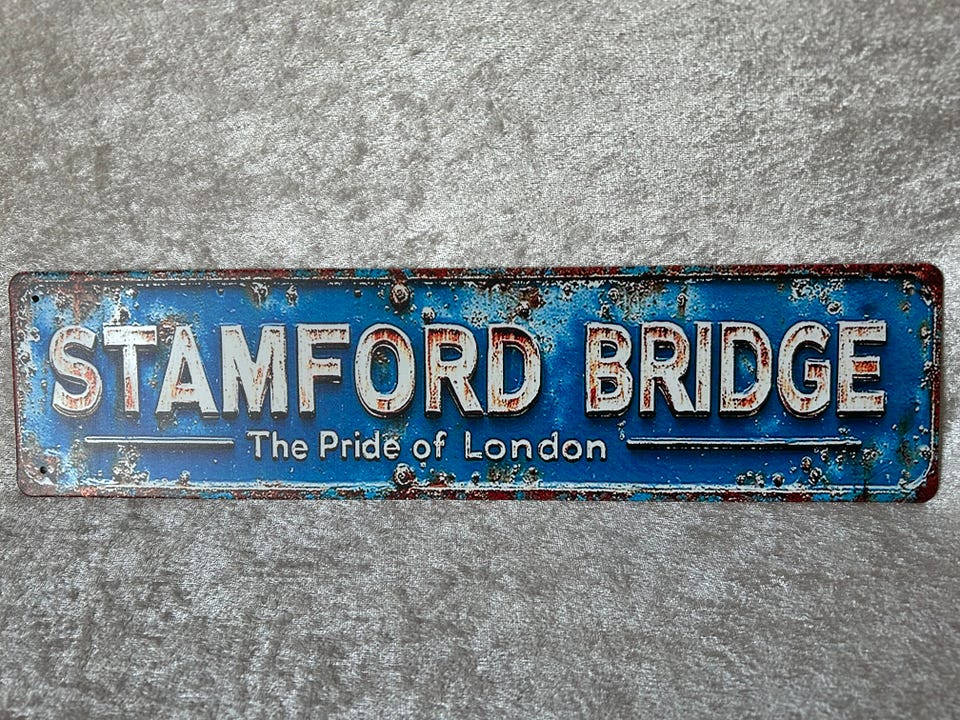 STAMFORD BRIDGE
The Pride of London